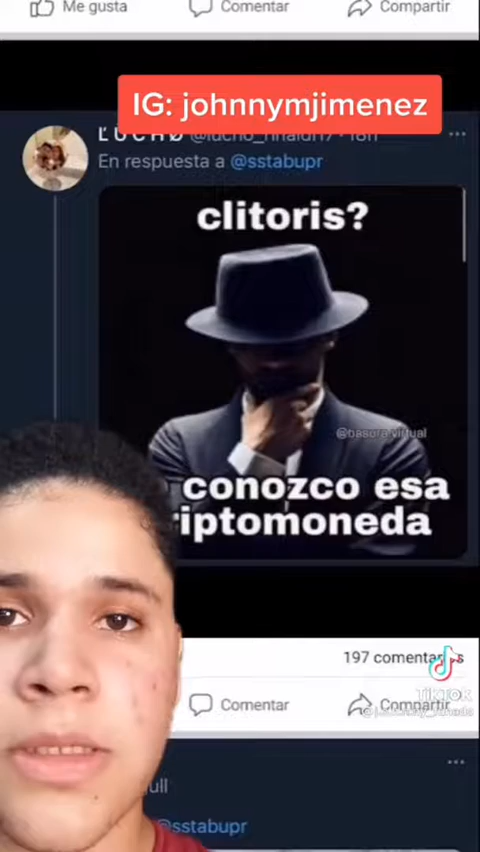 Me gusta
Comentar
Compartir
IG: johnnymjimenez
En respuesta a @sstabupr
clitoris?
@basura.virtual
conozco esa
riptomoneda
197 comentarios
Comentar
Compartir
TikTok
@sstabupr